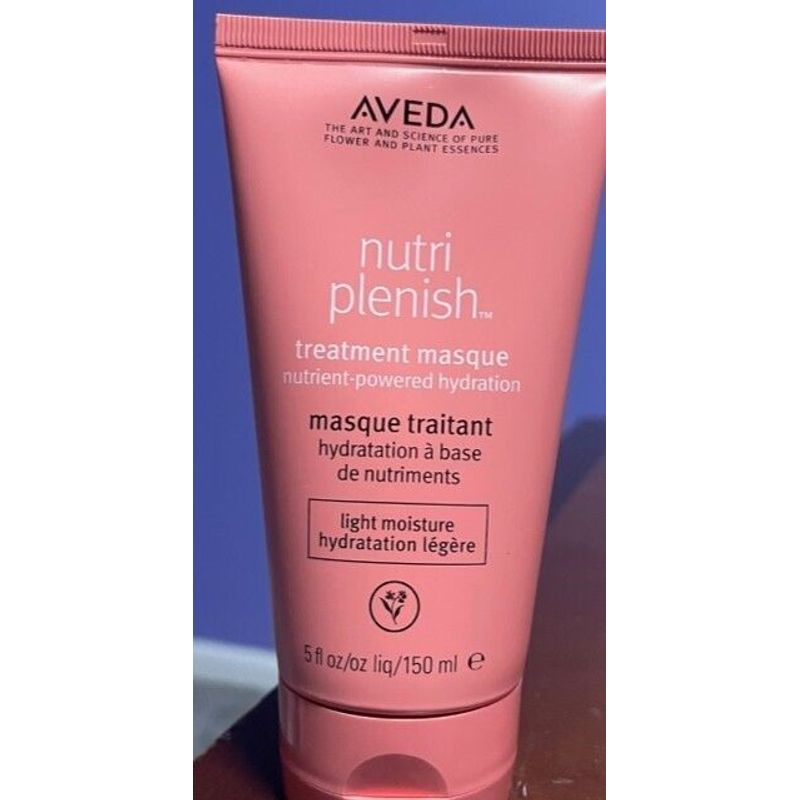 AVEDA
THE ART AND SCIENCE OF PURE
FLOWER AND PLANT ESSENCES
nutri
plenish™
treatment masque
nutrient-powered hydration
masque traitant
hydratation à base
de nutriments
light moisture
hydratation légère
5 fl oz/oz liq/150 ml ℮